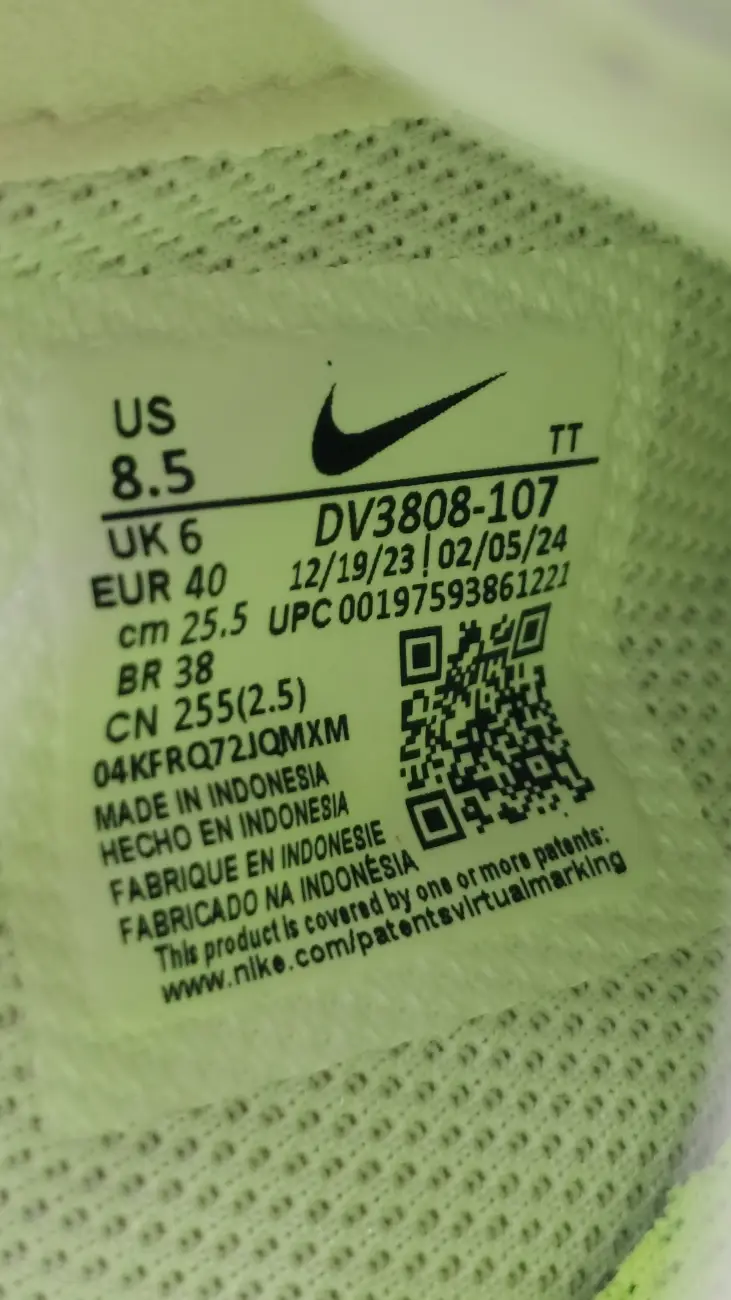 US
8.5
TT
UK 6
DV3808-107
EUR 40
12/19/23 | 02/05/24
cm 25.5
UPC 00197593861221
BR 38
CN 255(2.5)
04KFRQ72JQMXM
MADE IN INDONESIA
HECHO EN INDONESIA
FABRIQUE EN INDONESIE
FABRICADO NA INDONÉSIA
This product is covered by one or more patents:
www.nike.com/patentsvirtualmarking